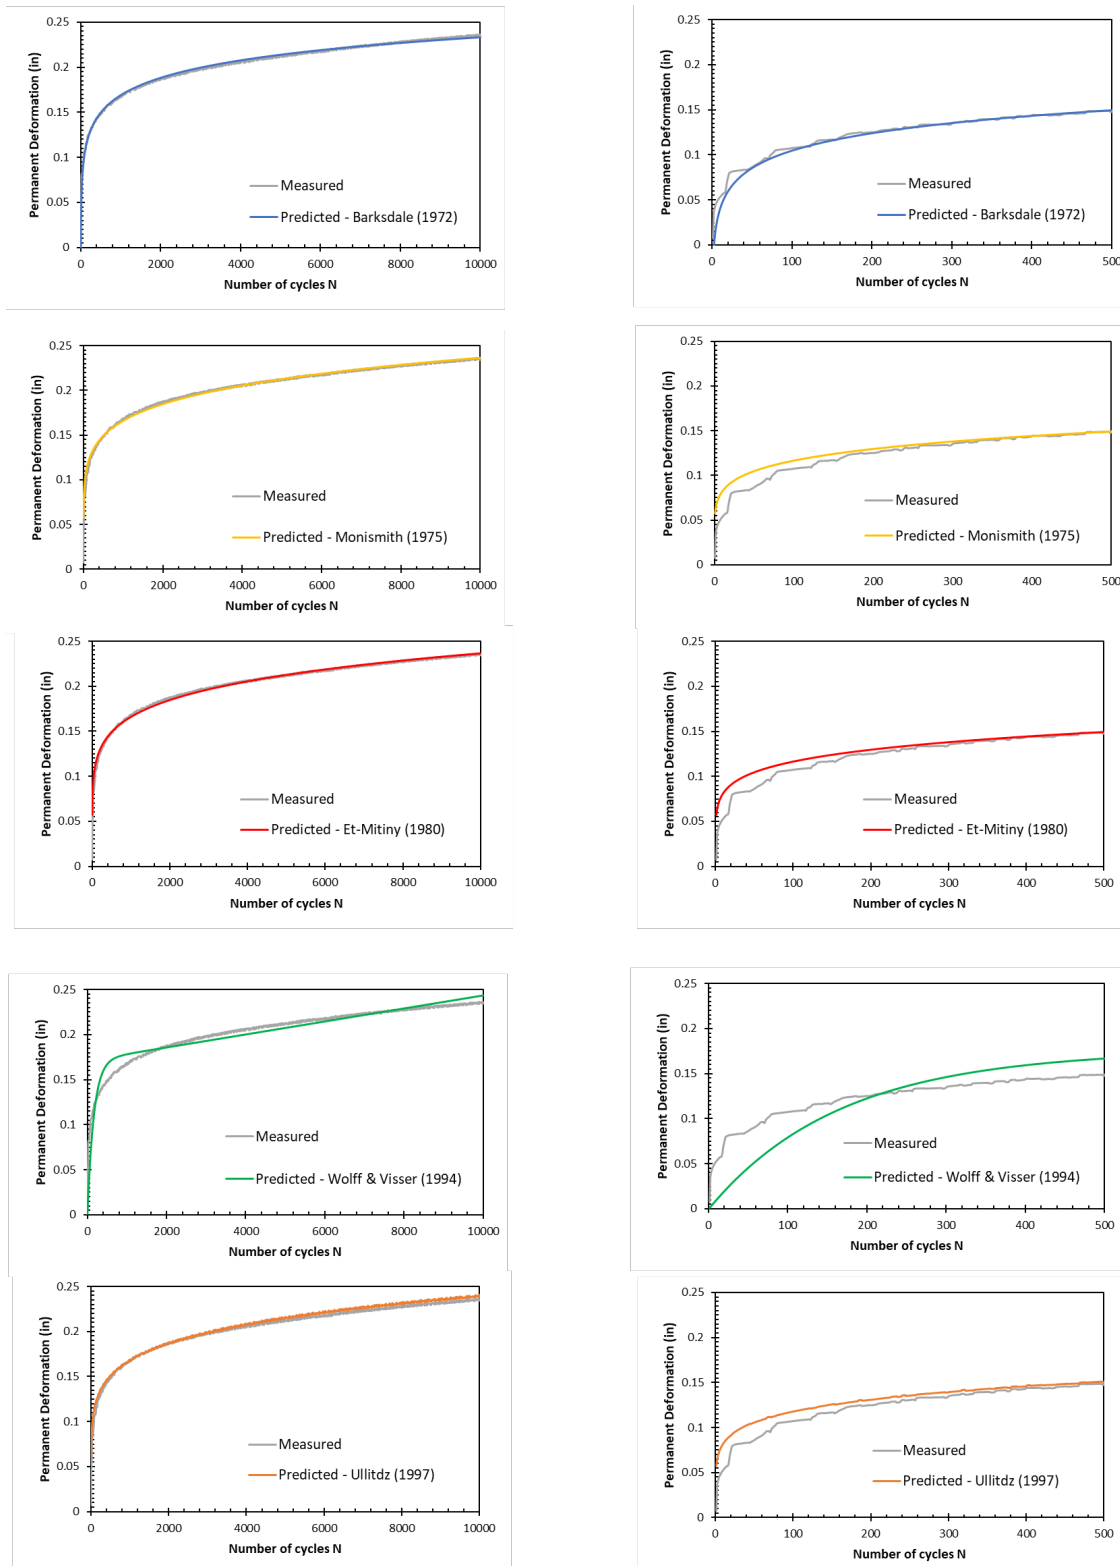 0.25
0.2
0.15
0.1
0.05
0
Permanent Deformation (in)
Measured
Predicted - Barksdale (1972)
0 2000 4000 6000 8000 10000
Number of cycles N
0.25
0.2
0.15
0.1
0.05
0
Permanent Deformation (in)
Measured
Predicted - Barksdale (1972)
0 100 200 300 400 500
Number of cycles N
0.25
0.2
0.15
0.1
0.05
0
Permanent Deformation (in)
Measured
Predicted - Monismith (1975)
0 2000 4000 6000 8000 10000
Number of cycles N
0.25
0.2
0.15
0.1
0.05
0
Permanent Deformation (in)
Measured
Predicted - Monismith (1975)
0 100 200 300 400 500
Number of cycles N
0.25
0.2
0.15
0.1
0.05
0
Permanent Deformation (in)
Measured
Predicted - Et-Mitiny (1980)
0 2000 4000 6000 8000 10000
Number of cycles N
0.25
0.2
0.15
0.1
0.05
0
Permanent Deformation (in)
Measured
Predicted - Et-Mitiny (1980)
0 100 200 300 400 500
Number of cycles N
0.25
0.2
0.15
0.1
0.05
0
Permanent Deformation (in)
Measured
Predicted - Wolff & Visser (1994)
0 2000 4000 6000 8000 10000
Number of cycles N
0.25
0.2
0.15
0.1
0.05
0
Permanent Deformation (in)
Measured
Predicted - Wolff & Visser (1994)
0 100 200 300 400 500
Number of cycles N
0.25
0.2
0.15
0.1
0.05
0
Permanent Deformation (in)
Measured
Predicted - Ullitdz (1997)
0 2000 4000 6000 8000 10000
Number of cycles N
0.25
0.2
0.15
0.1
0.05
0
Permanent Deformation (in)
Measured
Predicted - Ullitdz (1997)
0 100 200 300 400 500
Number of cycles N